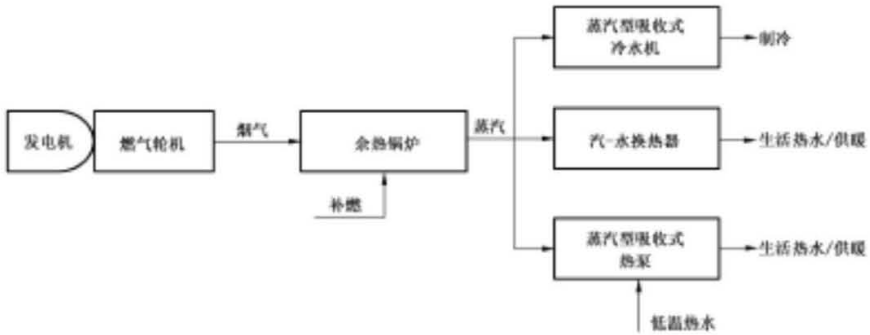 蒸汽型吸收式
冷水机
制冷
发电机
燃气轮机
烟气
余热锅炉
蒸汽
汽-水换热器
生活热水/供暖
补燃
蒸汽型吸收式
热泵
生活热水/供暖
低温热水